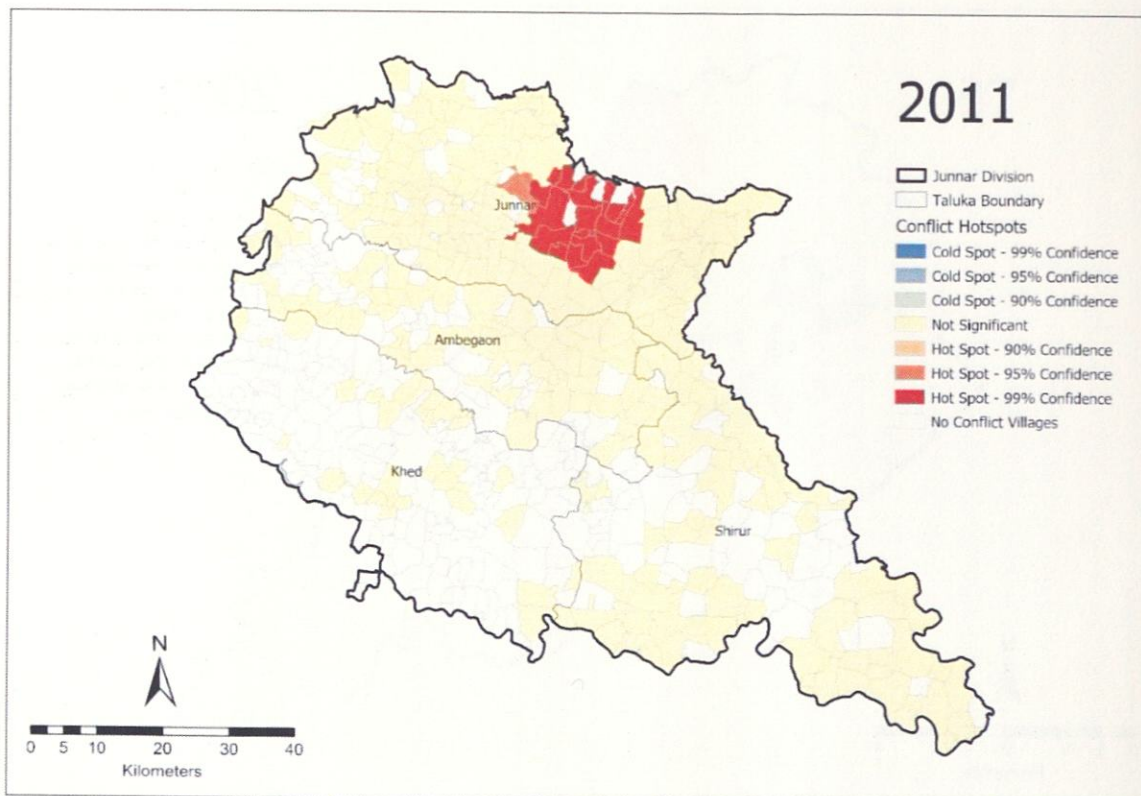 2011
Junnar Division
Taluka Boundary
Conflict Hotspots
Cold Spot - 99% Confidence
Cold Spot - 95% Confidence
Cold Spot - 90% Confidence
Not Significant
Hot Spot - 90% Confidence
Hot Spot - 95% Confidence
Hot Spot - 99% Confidence
No Conflict Villages
Junnar
Ambegaon
Khed
Shirur
N
0 5 10 20 30 40
Kilometers